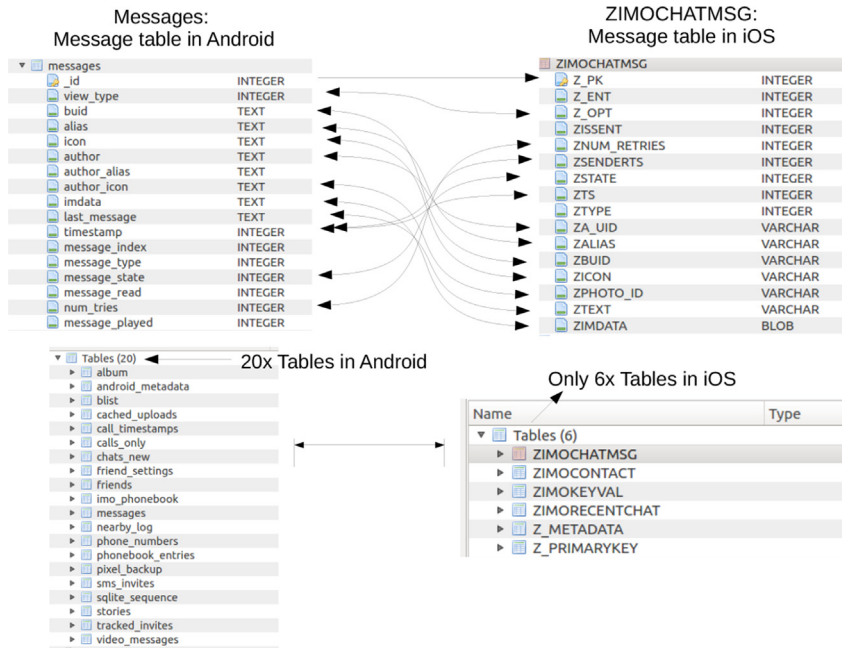 Messages:
Message table in Android
messages
_id INTEGER
view_type INTEGER
buid TEXT
alias TEXT
icon TEXT
author TEXT
author_alias TEXT
author_icon TEXT
imdata TEXT
last_message TEXT
timestamp INTEGER
message_index INTEGER
message_type INTEGER
message_state INTEGER
message_read INTEGER
num_tries INTEGER
message_played INTEGER
ZIMOCHATMSG:
Message table in iOS
ZIMOCHATMSG
Z_PK INTEGER
Z_ENT INTEGER
Z_OPT INTEGER
ZISSENT INTEGER
ZNUM_RETRIES INTEGER
ZSENDERTS INTEGER
ZSTATE INTEGER
ZTS INTEGER
ZTYPE INTEGER
ZA_UID VARCHAR
ZALIAS VARCHAR
ZBUID VARCHAR
ZICON VARCHAR
ZPHOTO_ID VARCHAR
ZTEXT VARCHAR
ZIMDATA BLOB
20x Tables in Android
Tables (20)
album
android_metadata
blist
cached_uploads
call_timestamps
calls_only
chats_new
friend_settings
friends
imo_phonebook
messages
nearby_log
phone_numbers
phonebook_entries
pixel_backup
sms_invites
sqlite_sequence
stories
tracked_invites
video_messages
Only 6x Tables in iOS
Name Type
Tables (6)
ZIMOCHATMSG
ZIMOCONTACT
ZIMOKEYVAL
ZIMORECENTCHAT
Z_METADATA
Z_PRIMARYKEY